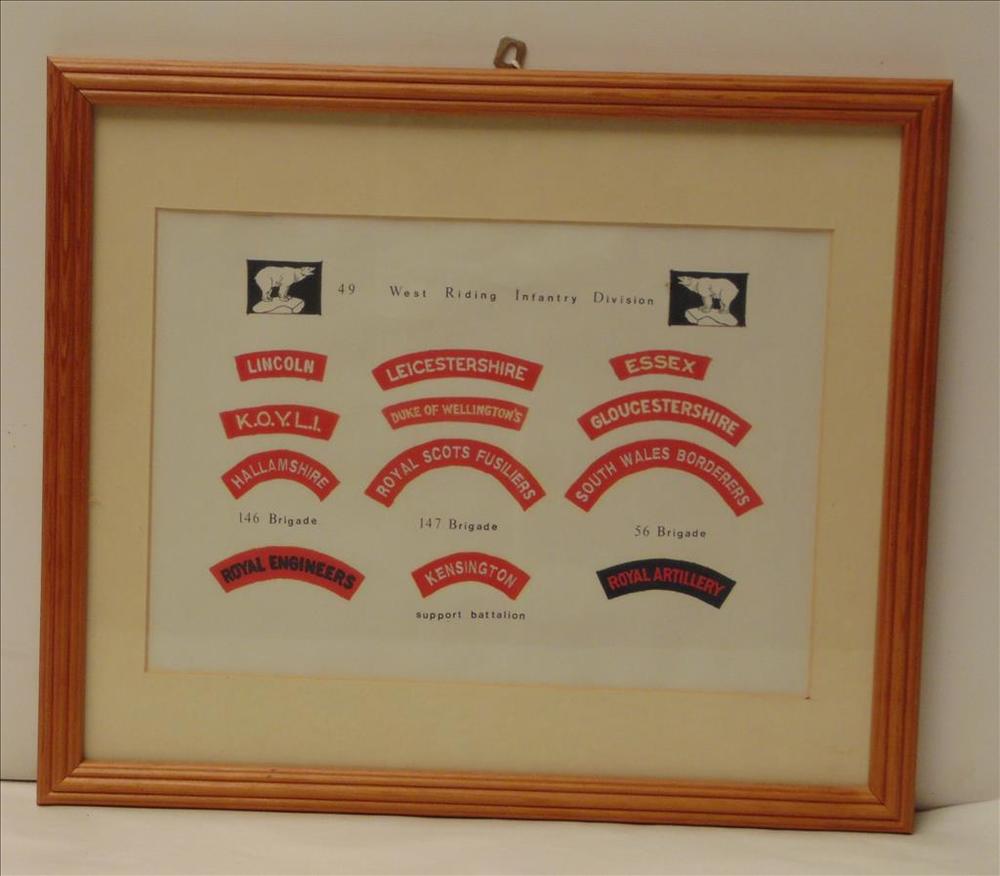 49 West Riding Infantry Division
LINCOLN
LEICESTERSHIRE
ESSEX
K.O.Y.L.I.
DUKE OF WELLINGTON'S
GLOUCESTERSHIRE
HALLAMSHIRE
ROYAL SCOTS FUSILIERS
SOUTH WALES BORDERERS
146 Brigade
147 Brigade
56 Brigade
ROYAL ENGINEERS
KENSINGTON
ROYAL ARTILLERY
support battalion